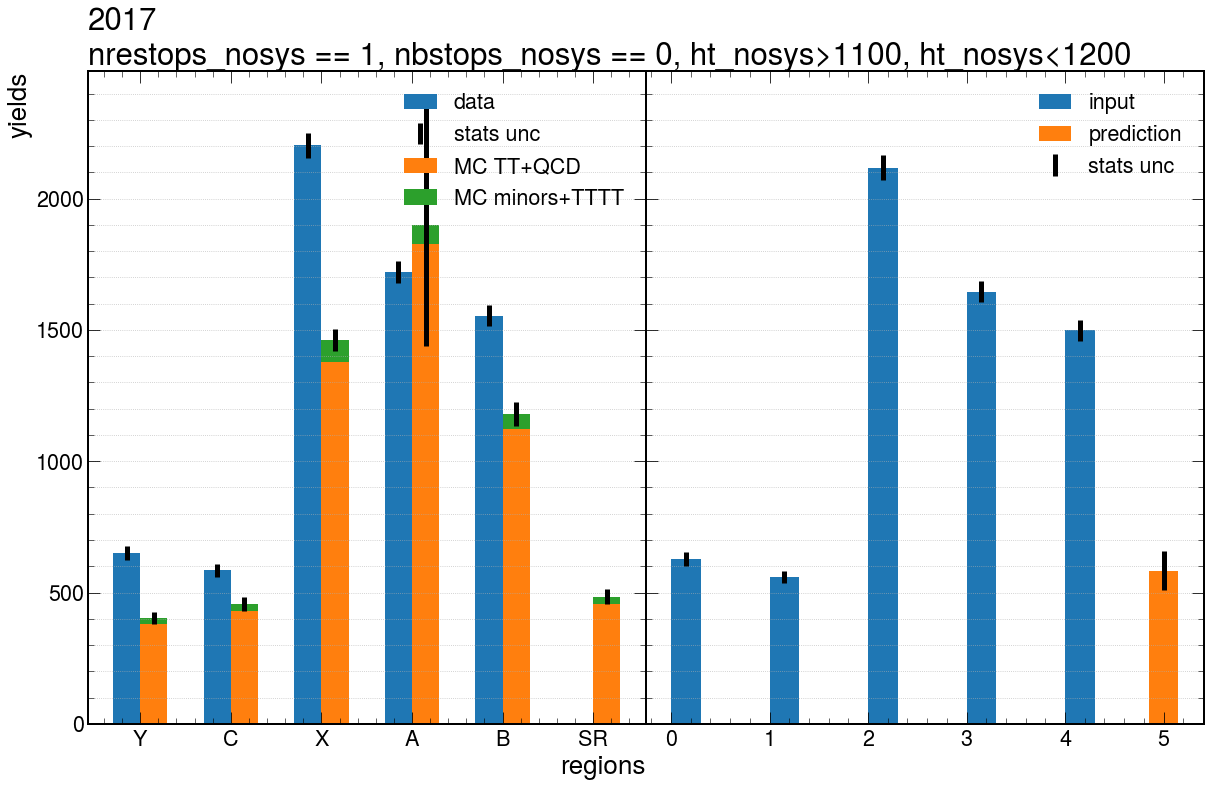 2017
nrestops_nosys == 1, nbstops_nosys == 0, ht_nosys>1100, ht_nosys<1200
yields
data
stats unc
MC TT+QCD
MC minors+TTTT
input
prediction
stats unc
2000
1500
1000
500
0
Y C X A B SR
0 1 2 3 4 5
regions